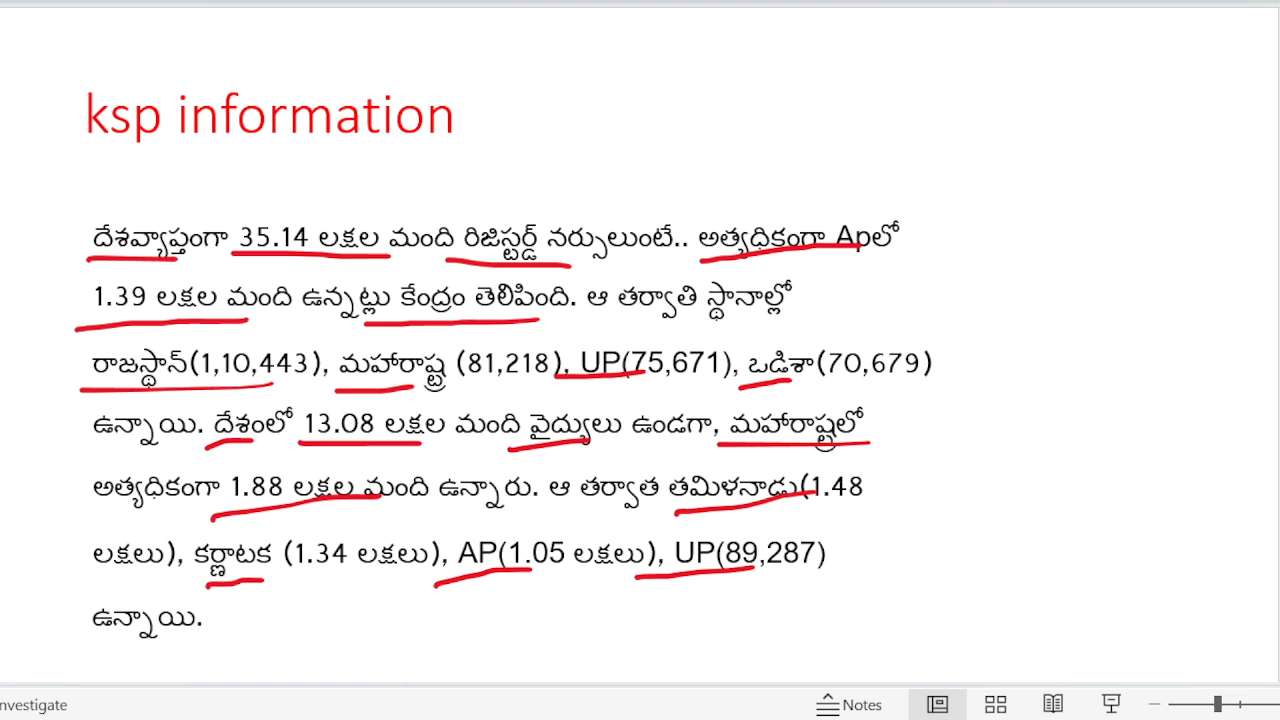 ksp information
దేశవ్యాప్తంగా 35.14 లక్షల మంది రిజిస్టర్డ్ నర్సులుంటే.. అత్యధికంగా Apలో
1.39 లక్షల మంది ఉన్నట్లు కేంద్రం తెలిపింది. ఆ తర్వాతి స్థానాల్లో
రాజస్థాన్(1,10,443), మహారాష్ట్ర (81,218), UP(75,671), ఒడిశా(70,679)
ఉన్నాయి. దేశంలో 13.08 లక్షల మంది వైద్యులు ఉండగా, మహారాష్ట్రలో
అత్యధికంగా 1.88 లక్షల మంది ఉన్నారు. ఆ తర్వాత తమిళనాడు(1.48
లక్షలు), కర్ణాటక (1.34 లక్షలు), AP(1.05 లక్షలు), UP(89,287)
ఉన్నాయి.
nvestigate
Notes